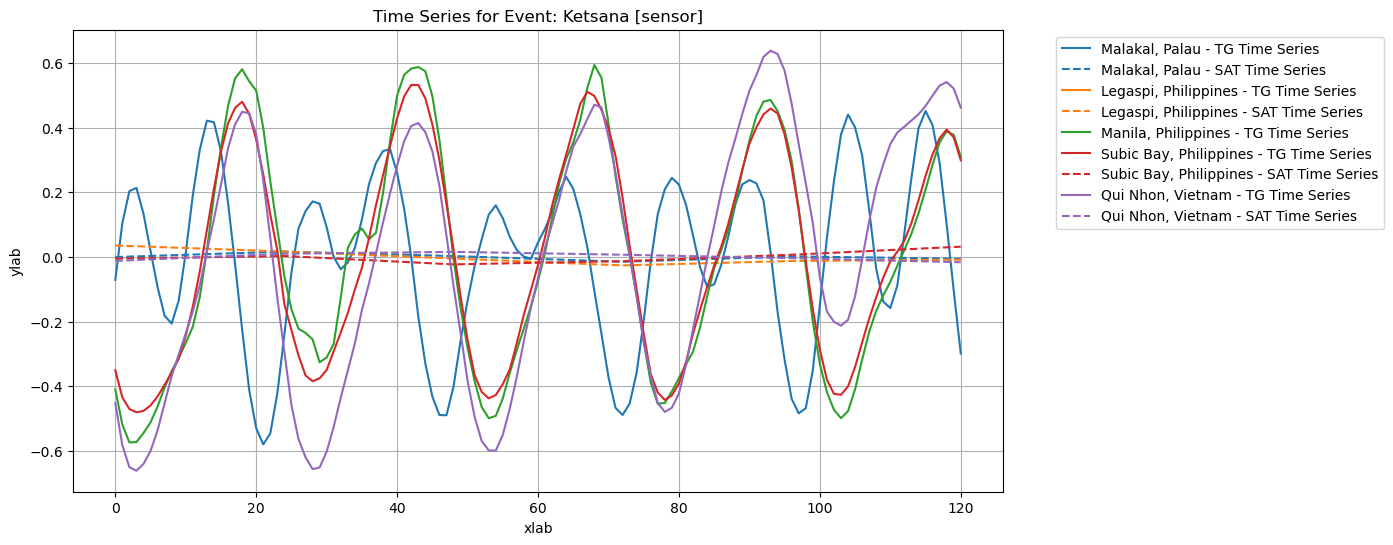 Time Series for Event: Ketsana [sensor]
ylab
0.6
0.4
0.2
0.0
−0.2
−0.4
−0.6
0
20
40
60
80
100
120
xlab
Malakal, Palau - TG Time Series
Malakal, Palau - SAT Time Series
Legaspi, Philippines - TG Time Series
Legaspi, Philippines - SAT Time Series
Manila, Philippines - TG Time Series
Subic Bay, Philippines - TG Time Series
Subic Bay, Philippines - SAT Time Series
Qui Nhon, Vietnam - TG Time Series
Qui Nhon, Vietnam - SAT Time Series